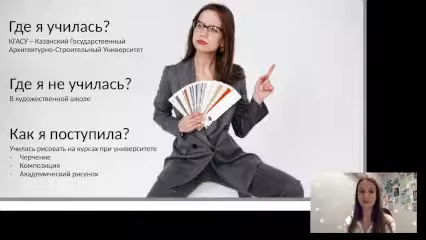 Где я училась?
КГАСУ – Казанский Государственный
Архитектурно-Строительный Университет
Где я не училась?
В художественной школе
Как я поступила?
Училась рисовать на курсах при университете
- Черчение
- Композиция
- Академический рисунок